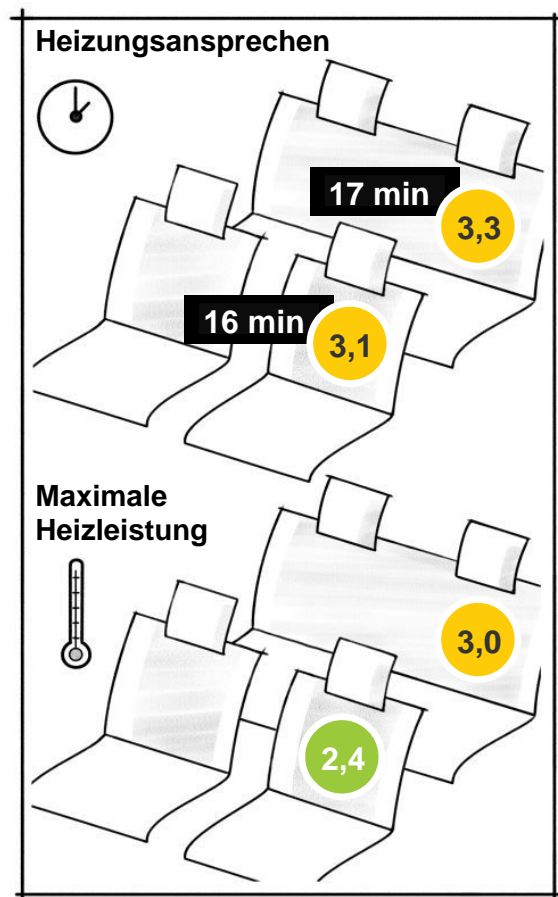 Heizungsansprechen
17 min
3,3
16 min
3,1
Maximale
Heizleistung
3,0
2,4